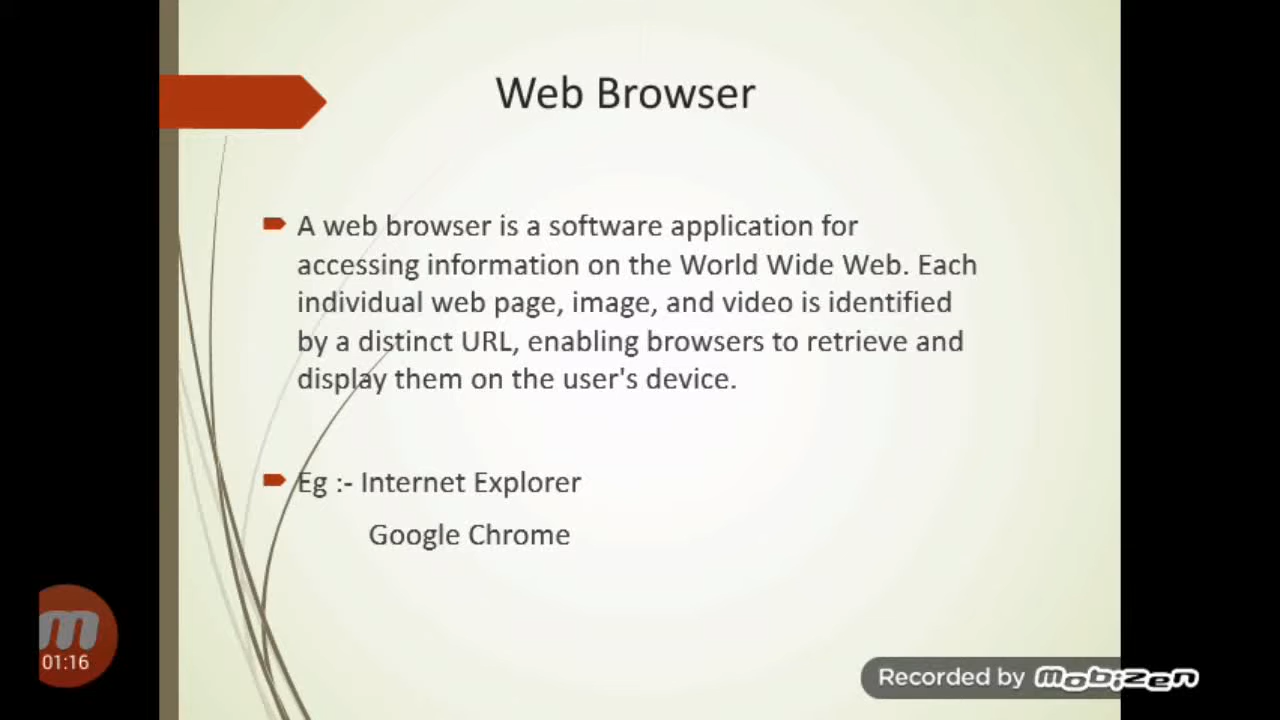 Web Browser
A web browser is a software application for
accessing information on the World Wide Web. Each
individual web page, image, and video is identified
by a distinct URL, enabling browsers to retrieve and
display them on the user's device.
Eg :- Internet Explorer
Google Chrome
m
01:16
Recorded by mobizen